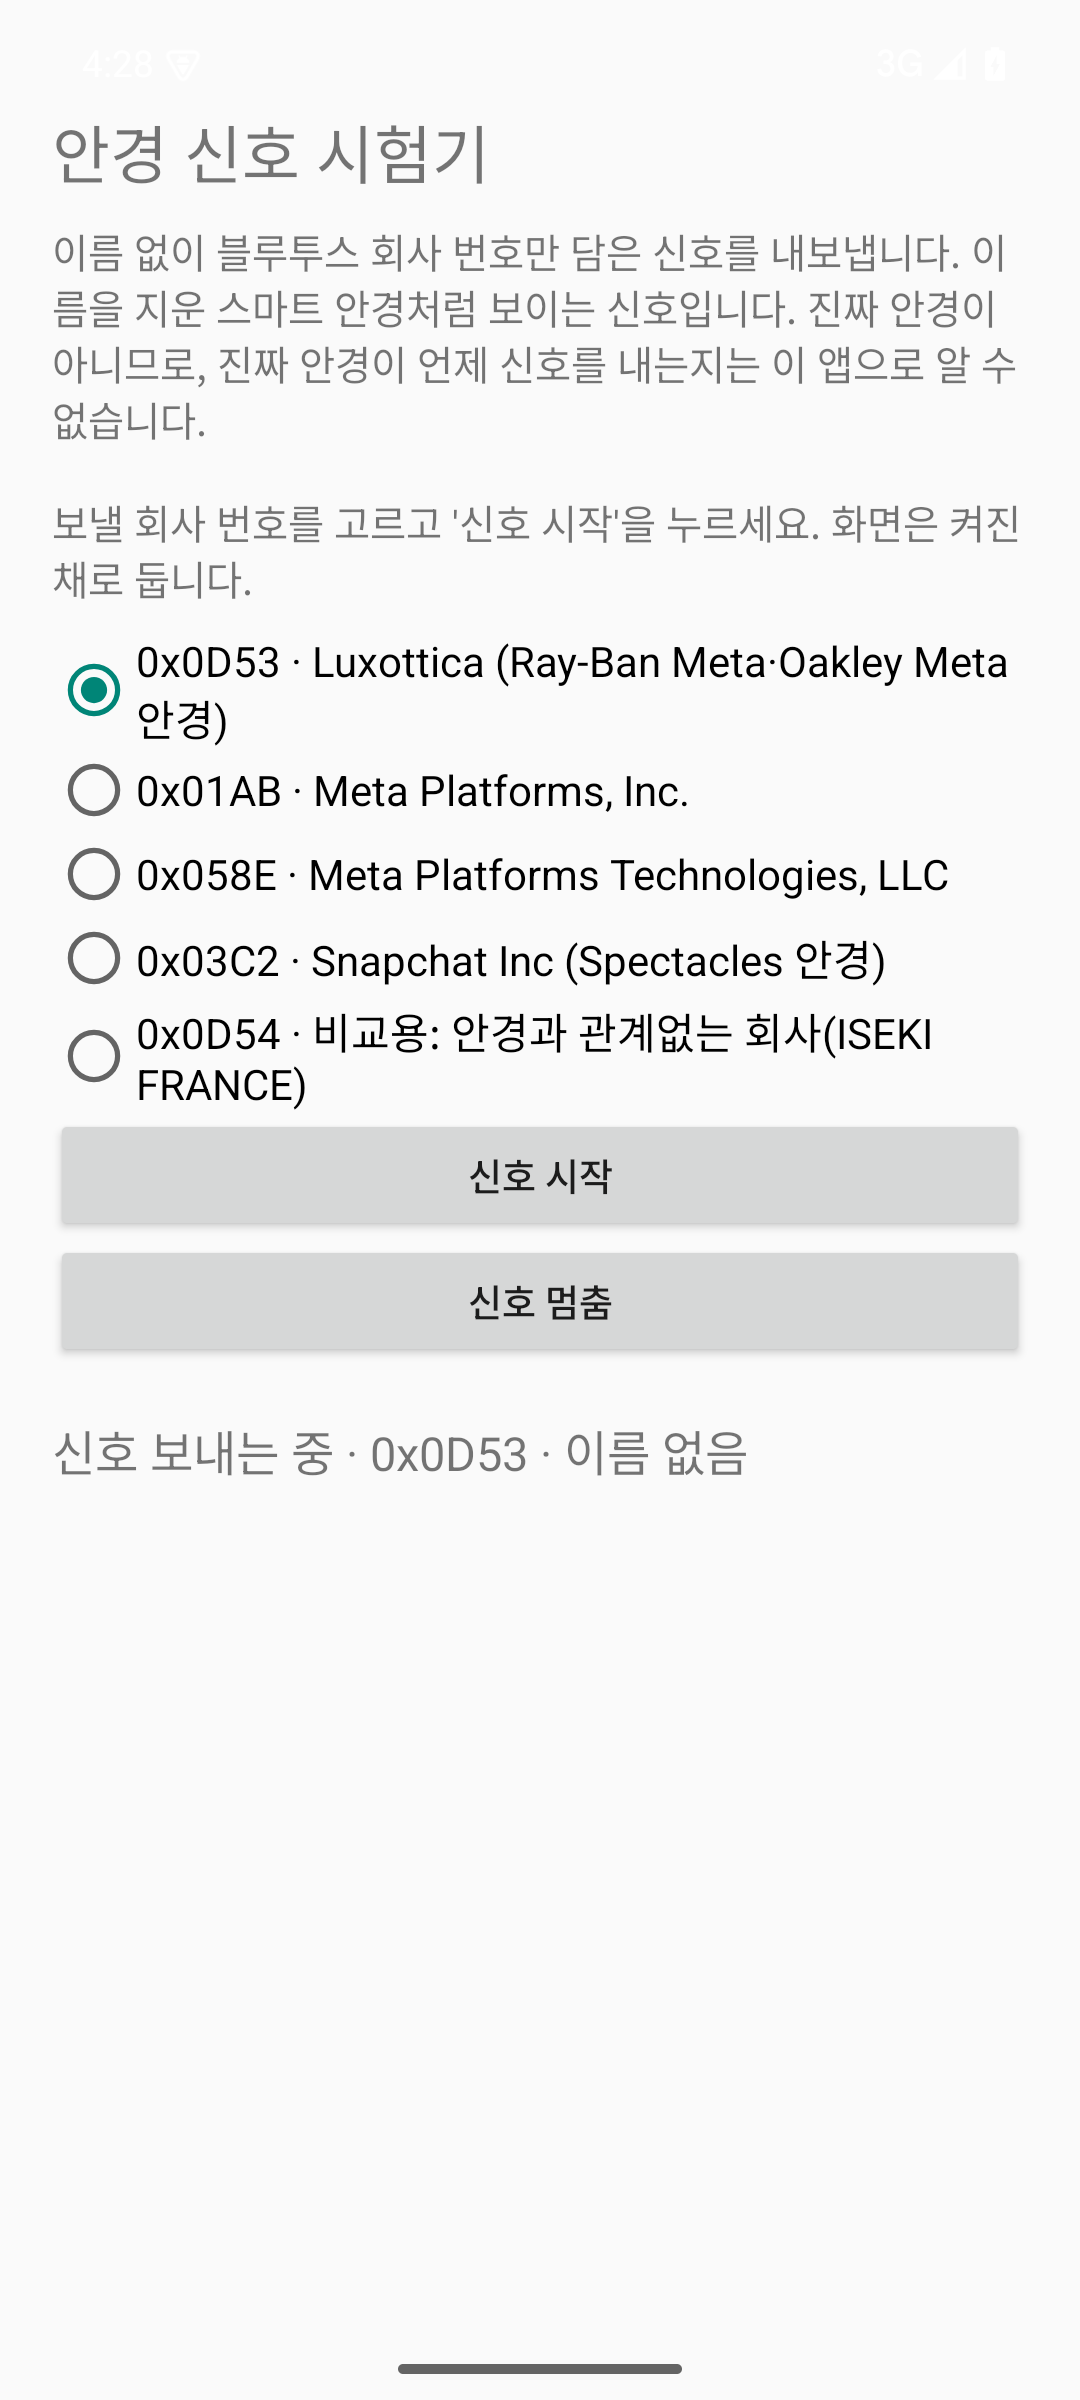 4:28
3G
안경 신호 시험기
이름 없이 블루투스 회사 번호만 담은 신호를 내보냅니다. 이
름을 지운 스마트 안경처럼 보이는 신호입니다. 진짜 안경이
아니므로, 진짜 안경이 언제 신호를 내는지는 이 앱으로 알 수
없습니다.
보낼 회사 번호를 고르고 '신호 시작'을 누르세요. 화면은 켜진
채로 둡니다.
0x0D53 · Luxottica (Ray-Ban Meta·Oakley Meta
안경)
0x01AB · Meta Platforms, Inc.
0x058E · Meta Platforms Technologies, LLC
0x03C2 · Snapchat Inc (Spectacles 안경)
0x0D54 · 비교용: 안경과 관계없는 회사(ISEKI
FRANCE)
신호 시작
신호 멈춤
신호 보내는 중 · 0x0D53 · 이름 없음